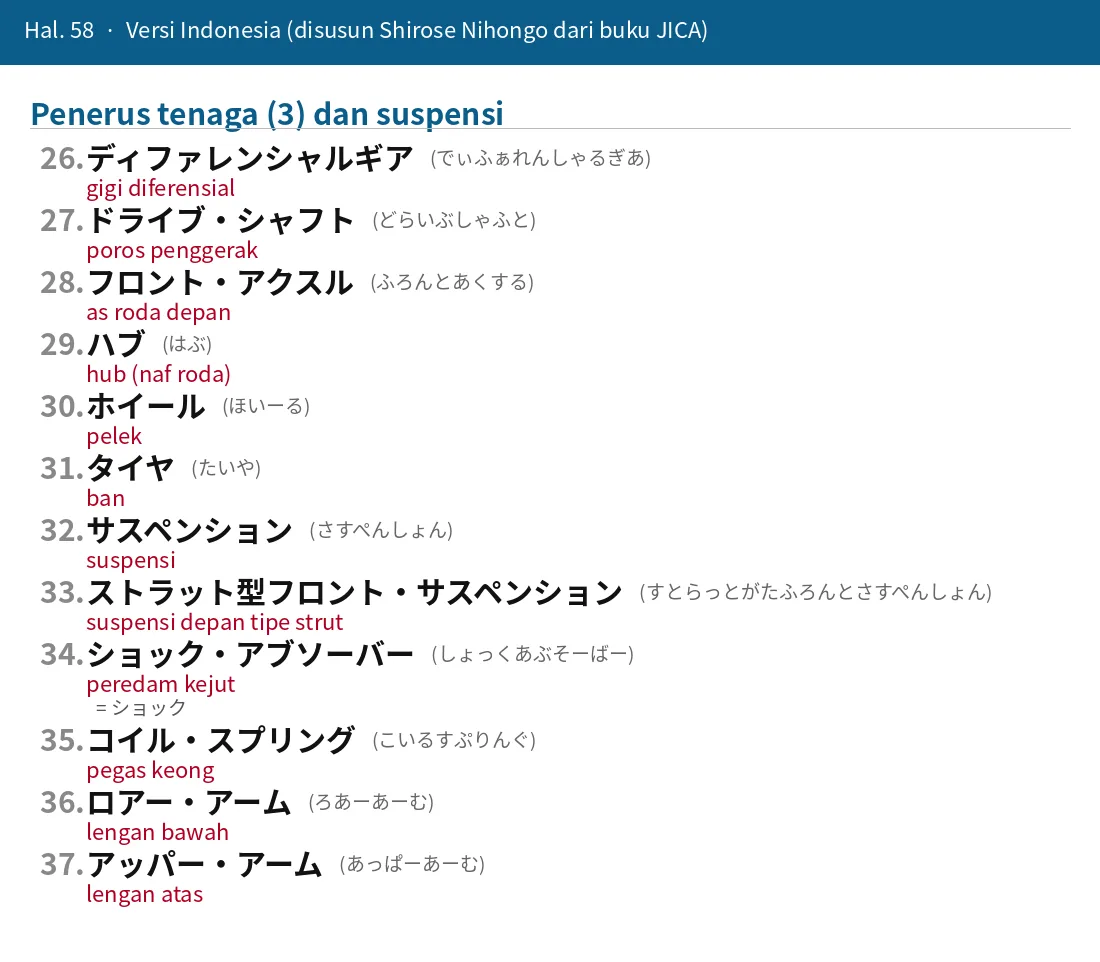 Hal. 58 · Versi Indonesia (disusun Shirose Nihongo dari buku JICA)
Penerus tenaga (3) dan suspensi
26. ディファレンシャルギア (でぃふぁれんしゃるぎあ)
gigi diferensial
27. ドライブ・シャフト (どらいぶしゃふと)
poros penggerak
28. フロント・アクスル (ふろんとあくする)
as roda depan
29. ハブ (はぶ)
hub (naf roda)
30. ホイール (ほいーる)
pelek
31. タイヤ (たいや)
ban
32. サスペンション (さすぺんしょん)
suspensi
33. ストラット型フロント・サスペンション (すとらっとがたふろんとさすぺんしょん)
suspensi depan tipe strut
34. ショック・アブソーバー (しょっくあぶそーばー)
peredam kejut
= ショック
35. コイル・スプリング (こいるすぷりんぐ)
pegas keong
36. ロアー・アーム (ろあーあーむ)
lengan bawah
37. アッパー・アーム (あっぱーあーむ)
lengan atas